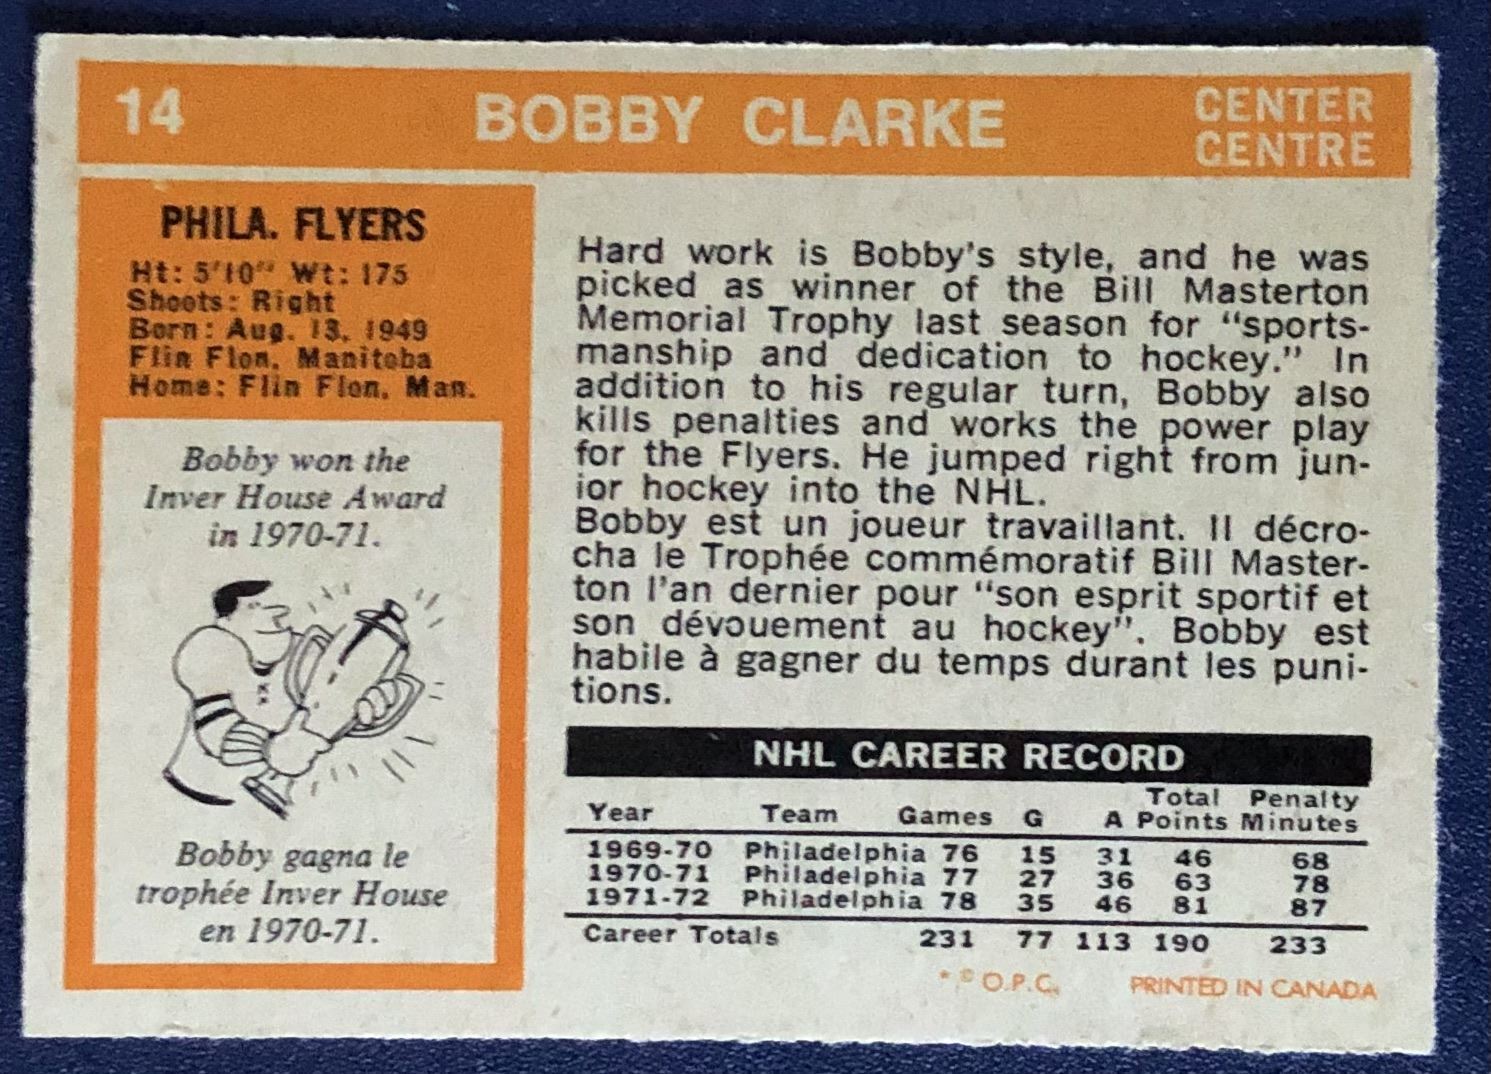 14 BOBBY CLARKE CENTER
CENTRE
PHILA. FLYERS
Ht: 5'10" Wt: 175
Shoots: Right
Born: Aug. 13, 1949
Flin Flon, Manitoba
Home: Flin Flon, Man.
Bobby won the
Inver House Award
in 1970-71.
Bobby gagna le
trophée Inver House
en 1970-71.
Hard work is Bobby's style, and he was
picked as winner of the Bill Masterton
Memorial Trophy last season for "sports-
manship and dedication to hockey." In
addition to his regular turn, Bobby also
kills penalties and works the power play
for the Flyers. He jumped right from jun-
ior hockey into the NHL.
Bobby est un joueur travaillant. Il décro-
cha le Trophée commémoratif Bill Master-
ton l'an dernier pour "son esprit sportif et
son dévouement au hockey". Bobby est
habile à gagner du temps durant les puni-
tions.
NHL CAREER RECORD
Total Penalty
Year Team Games G A Points Minutes
1969-70 Philadelphia 76 15 31 46 68
1970-71 Philadelphia 77 27 36 63 78
1971-72 Philadelphia 78 35 46 81 87
Career Totals 231 77 113 190 233
* © O.P.C. PRINTED IN CANADA